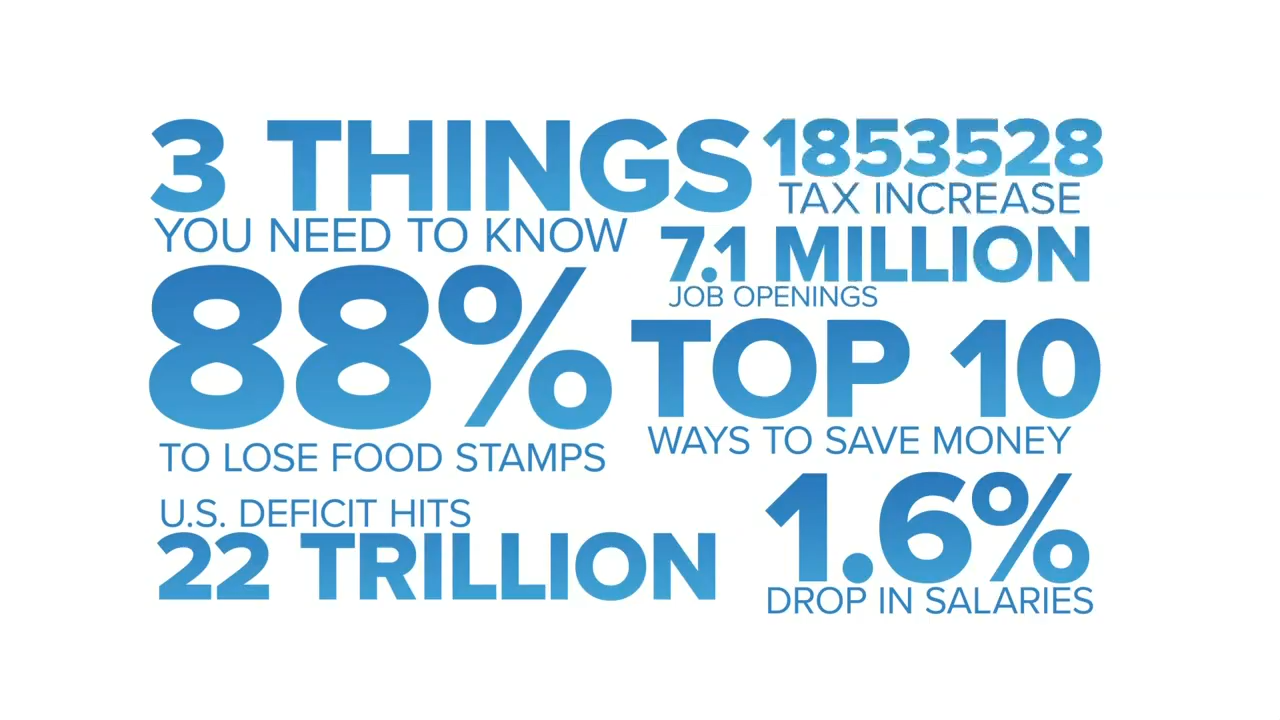 3 THINGS
YOU NEED TO KNOW
88%
TO LOSE FOOD STAMPS
U.S. DEFICIT HITS
22 TRILLION
1853528
TAX INCREASE
7.1 MILLION
JOB OPENINGS
TOP 10
WAYS TO SAVE MONEY
1.6%
DROP IN SALARIES